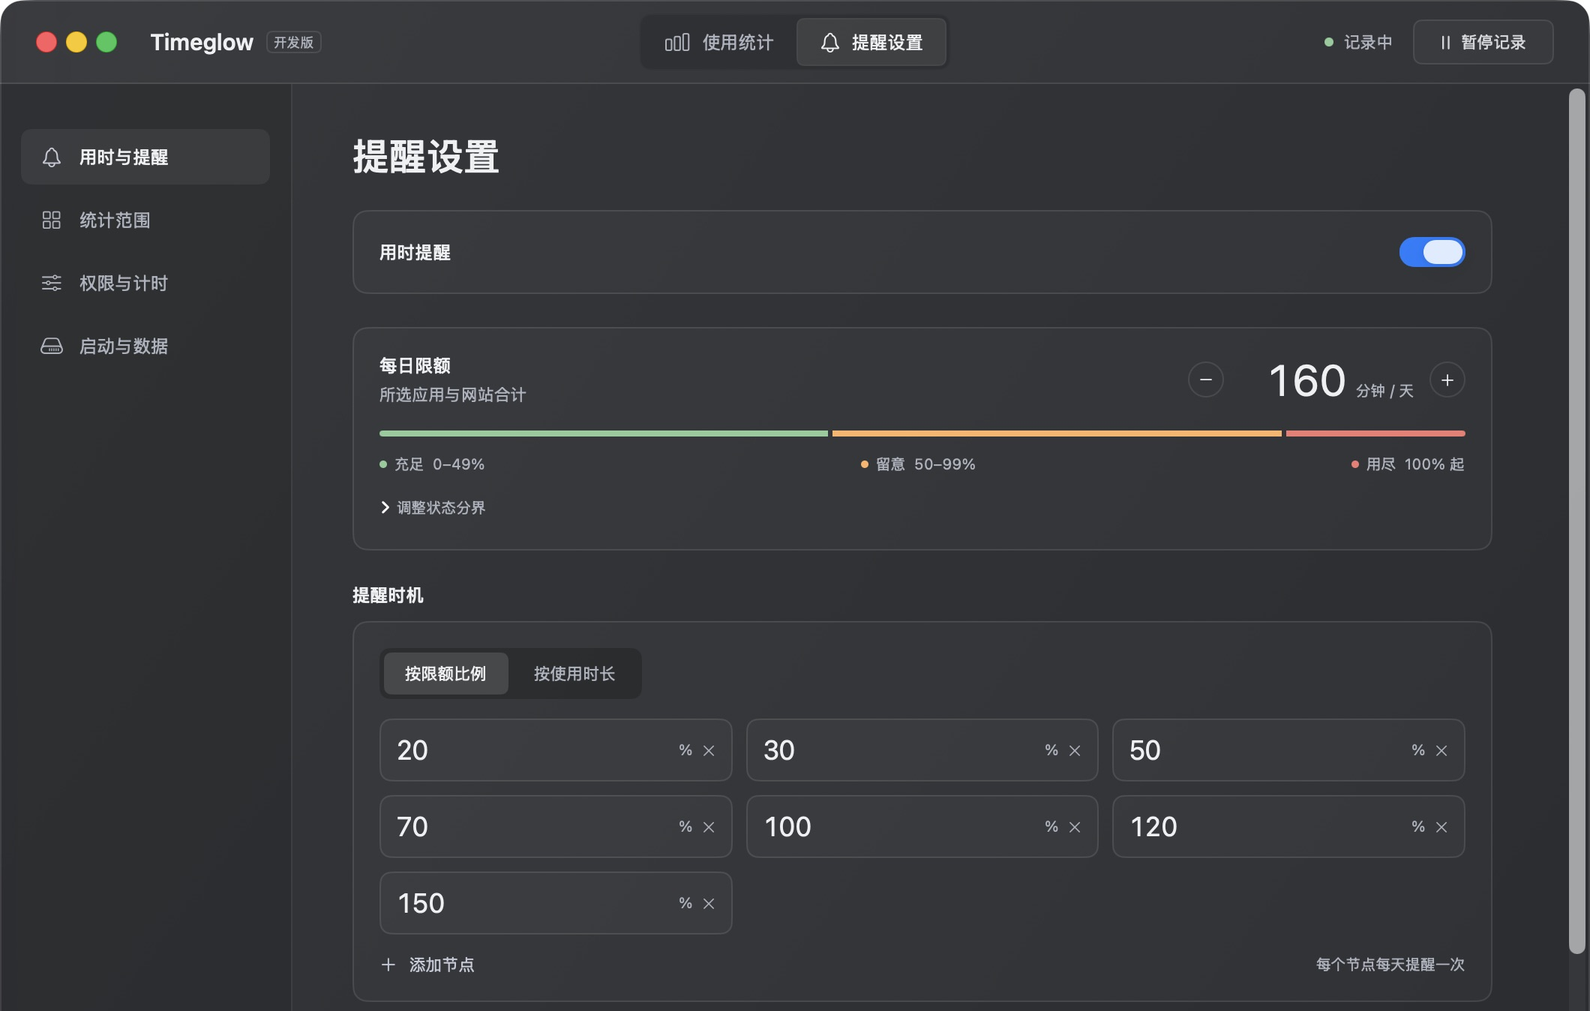 Timeglow 开发版 使用统计 提醒设置 记录中 暂停记录
用时与提醒
统计范围
权限与计时
启动与数据
提醒设置
用时提醒
每日限额
所选应用与网站合计
160 分钟 / 天
充足 0–49% 留意 50–99% 用尽 100% 起
调整状态分界
提醒时机
按限额比例 按使用时长
20 % 30 % 50 %
70 % 100 % 120 %
150 %
添加节点 每个节点每天提醒一次